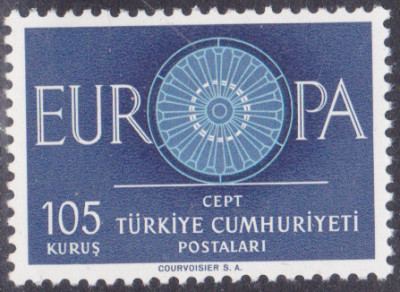 EUROPA
CEPT
105 TÜRKİYE CUMHURİYETİ
KURUŞ POSTALARI
COURVOISIER S. A.